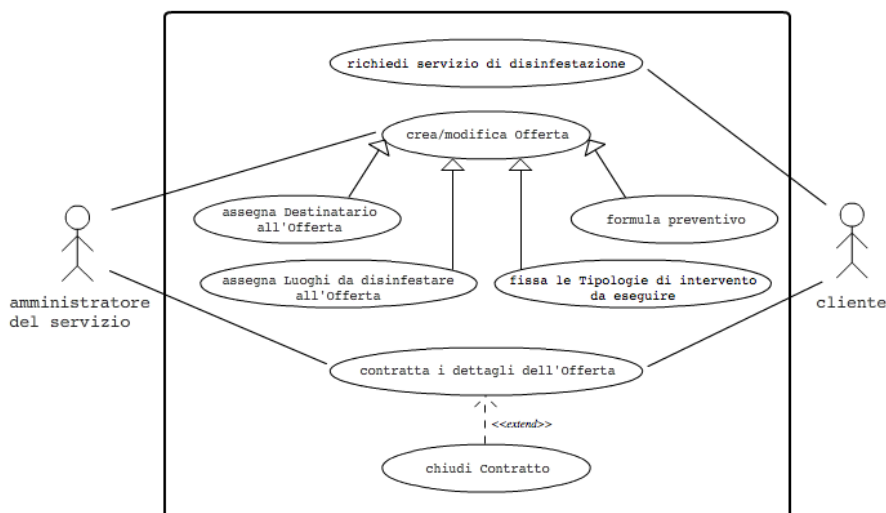 richiedi servizio di disinfestazione
crea/modifica Offerta
assegna Destinatario
all'Offerta
formula preventivo
assegna Luoghi da disinfestare
all'Offerta
fissa le Tipologie di intervento
da eseguire
amministratore
del servizio
cliente
contratta i dettagli dell'Offerta
<<extend>>
chiudi Contratto